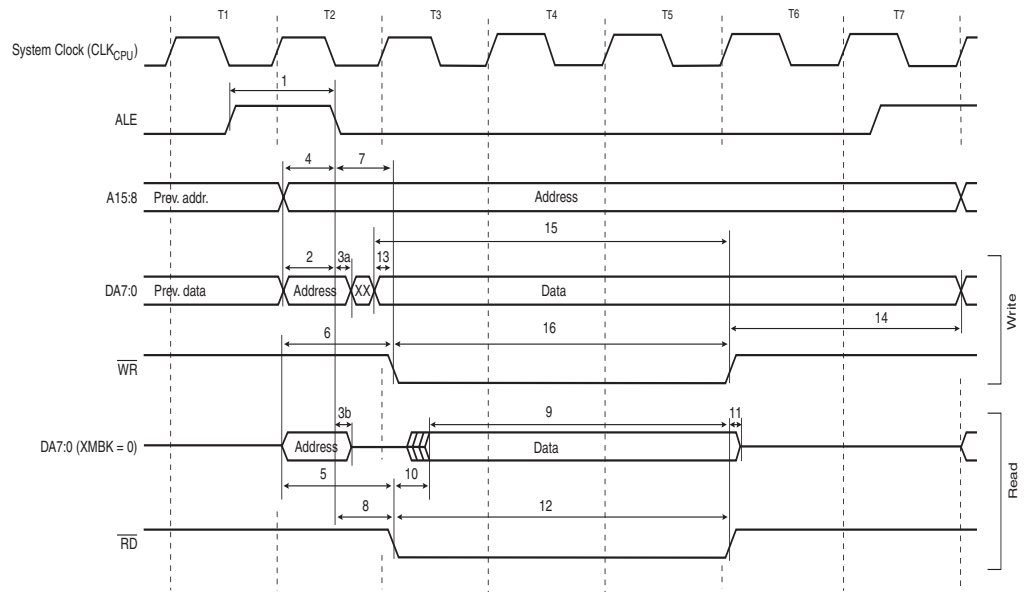 T1 T2 T3 T4 T5 T6 T7
System Clock (CLKCPU)
1
ALE
4 7
A15:8 Prev. addr. Address
15
2 3a 13
DA7:0 Prev. data Address XX Data
14
6 16
WR
Write
3b 9 11
DA7:0 (XMBK = 0) Address Data
5 10
8 12
RD
Read